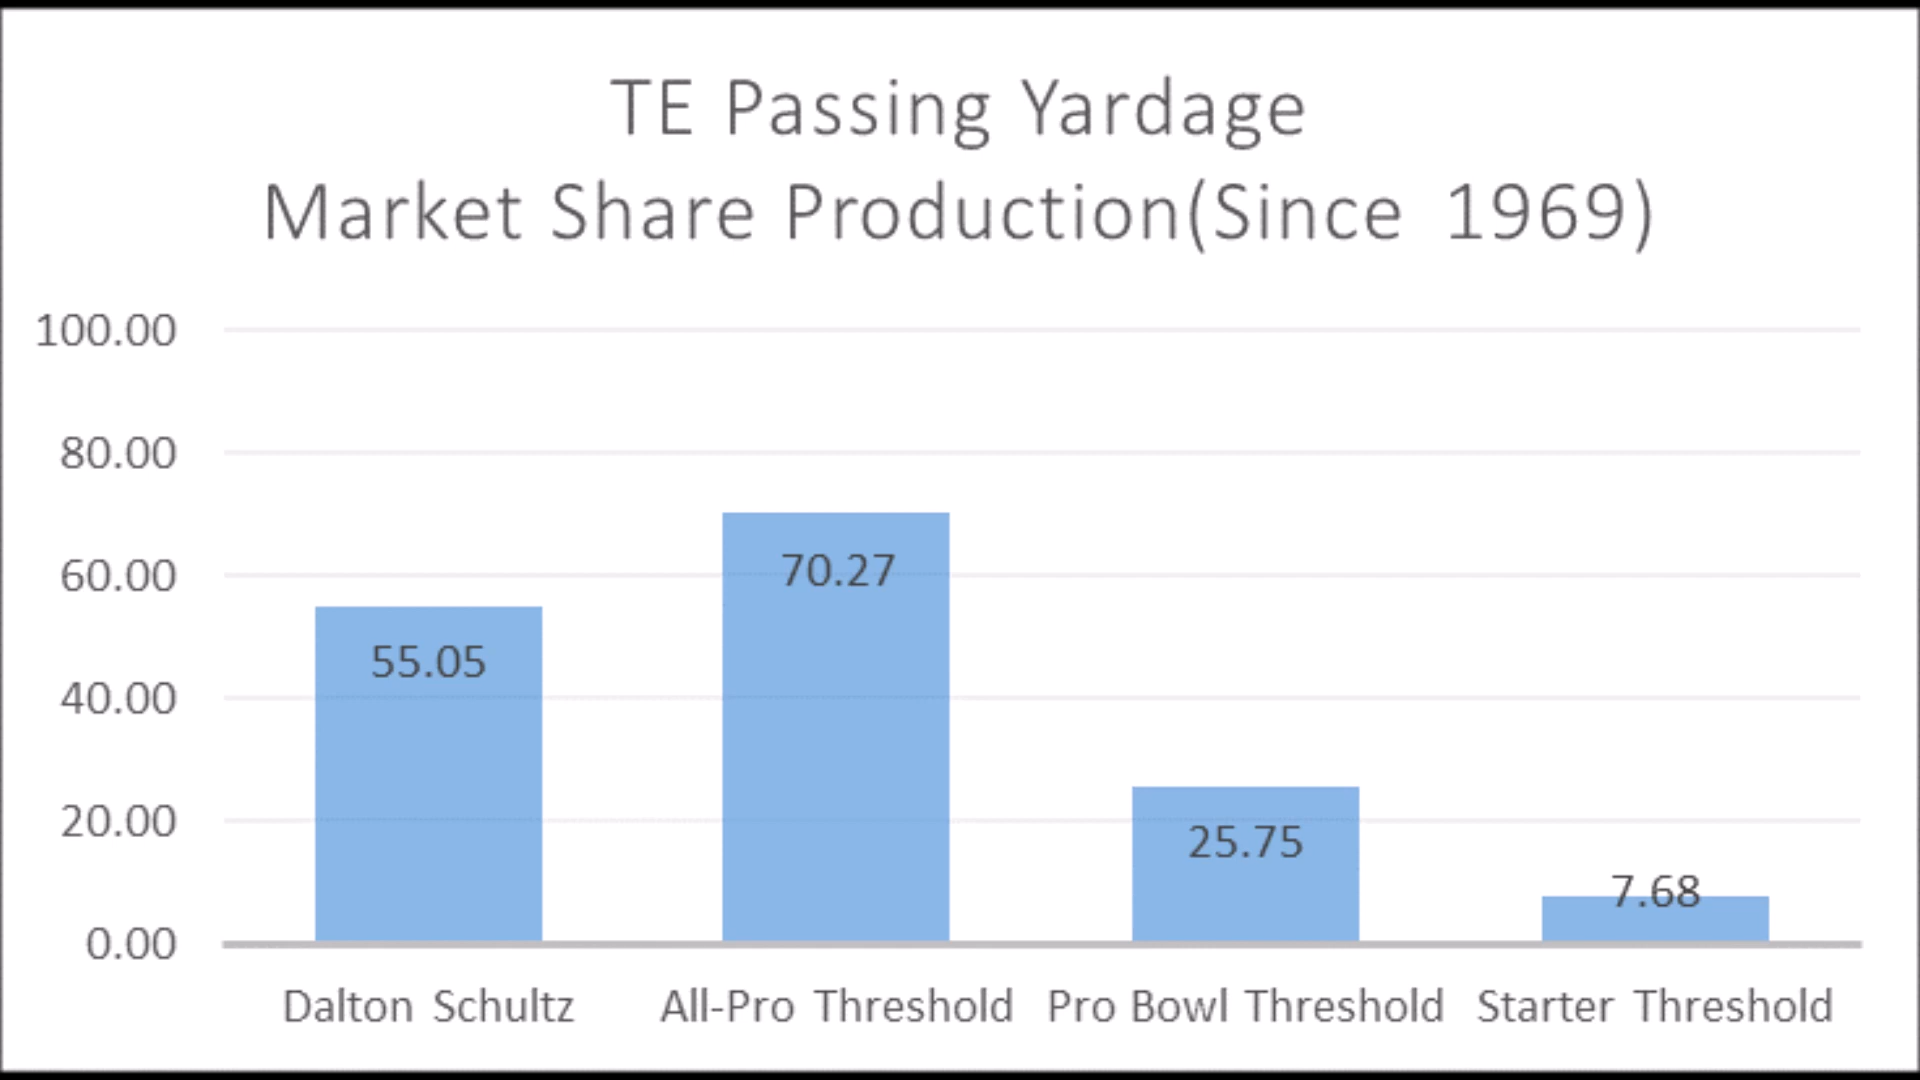 TE Passing Yardage
Market Share Production(Since 1969)
100.00
80.00
60.00
40.00
20.00
0.00
55.05
70.27
25.75
7.68
Dalton Schultz
All-Pro Threshold
Pro Bowl Threshold
Starter Threshold